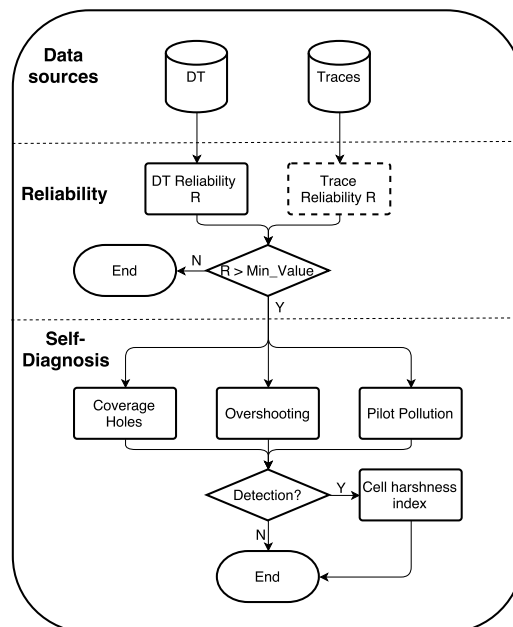 Data
sources
DT
Traces
Reliability
DT Reliability
R
Trace
Reliability R
End
N
R > Min_Value
Y
Self-
Diagnosis
Coverage
Holes
Overshooting
Pilot Pollution
Detection?
Y
Cell harshness
index
N
End